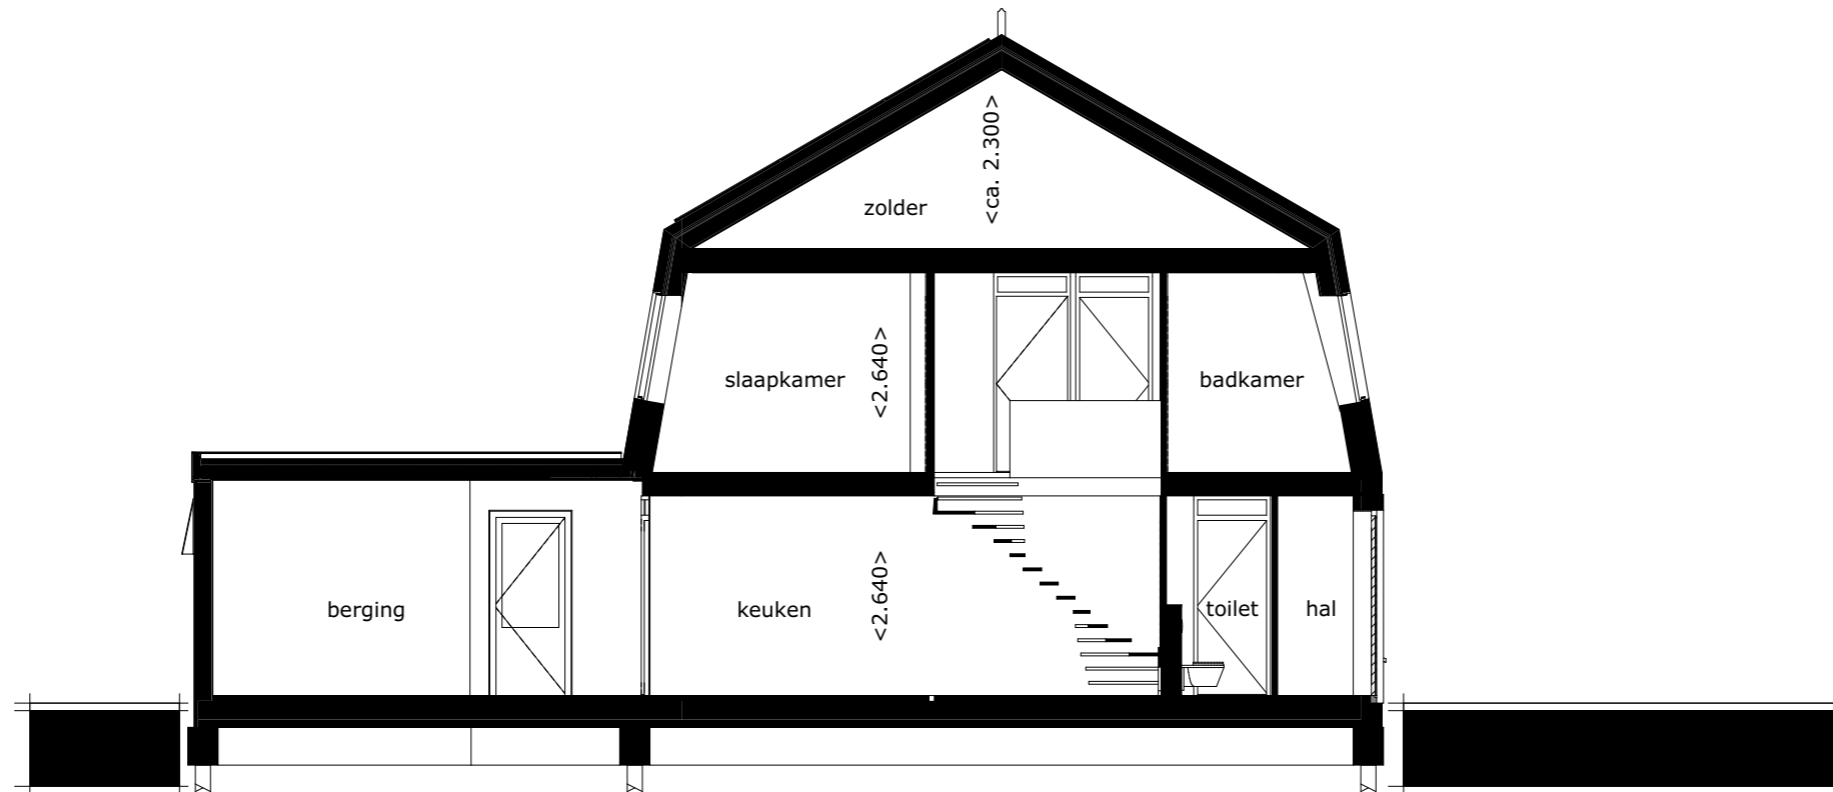 <ca. 2.300>
zolder
slaapkamer
<2.640>
badkamer
berging
keuken
<2.640>
toilet
hal